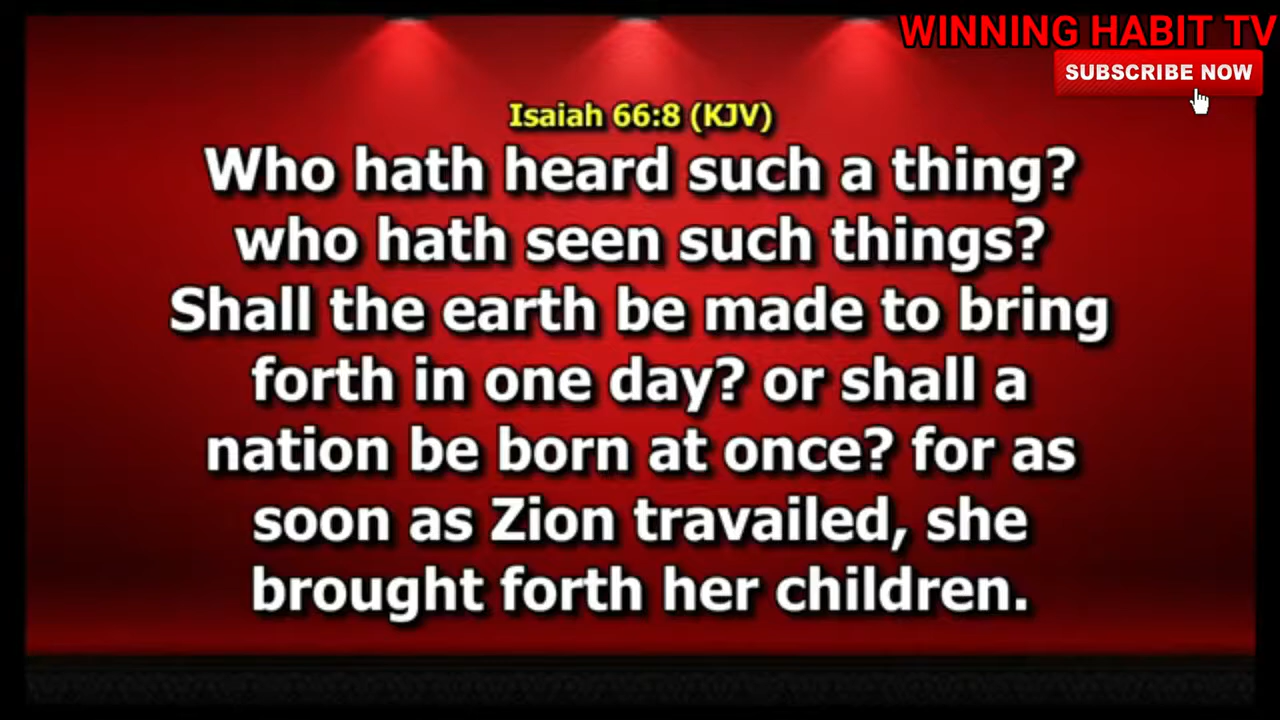 WINNING HABIT TV
SUBSCRIBE NOW
Isaiah 66:8 (KJV)
Who hath heard such a thing?
who hath seen such things?
Shall the earth be made to bring
forth in one day? or shall a
nation be born at once? for as
soon as Zion travailed, she
brought forth her children.